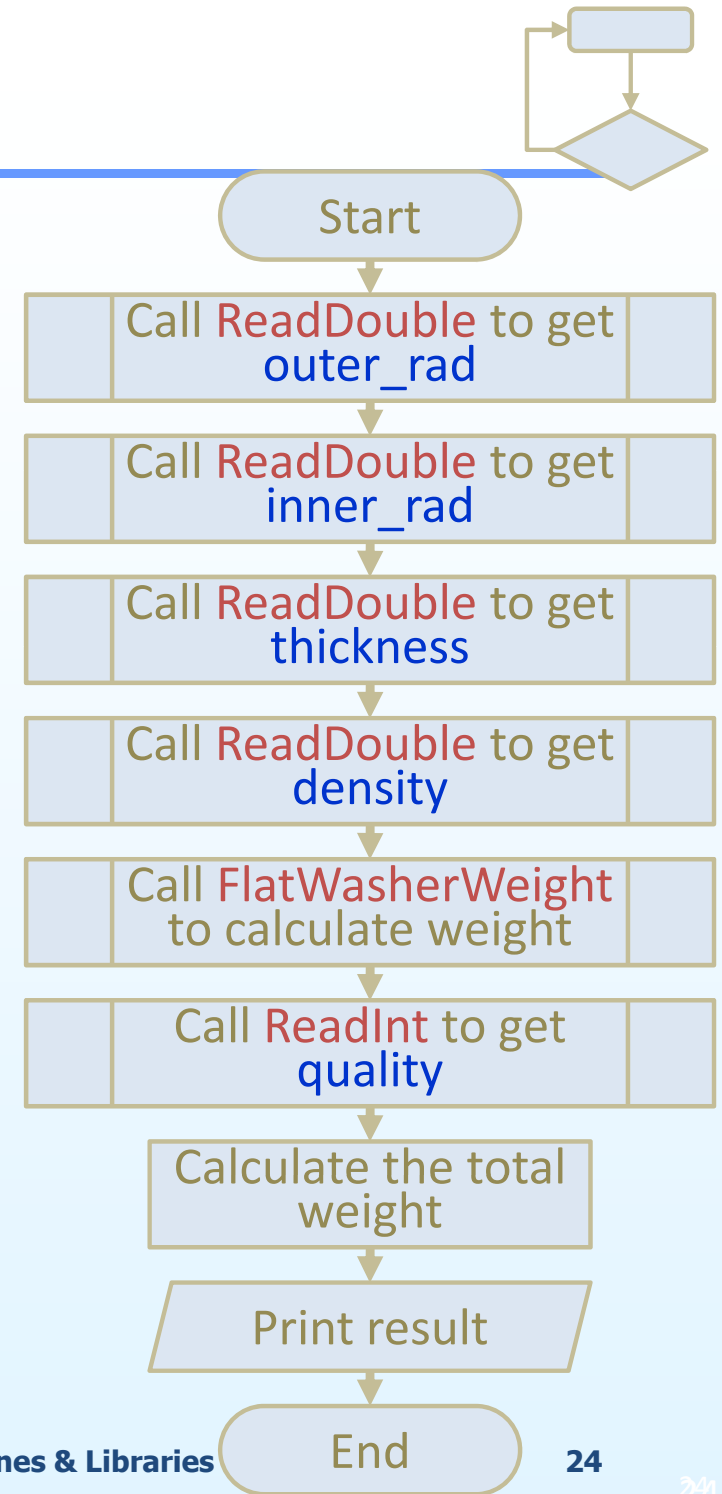 Start
Call ReadDouble to get
outer_rad
Call ReadDouble to get
inner_rad
Call ReadDouble to get
thickness
Call ReadDouble to get
density
Call FlatWasherWeight
to calculate weight
Call ReadInt to get
quality
Calculate the total
weight
Print result
End
nes & Libraries
24